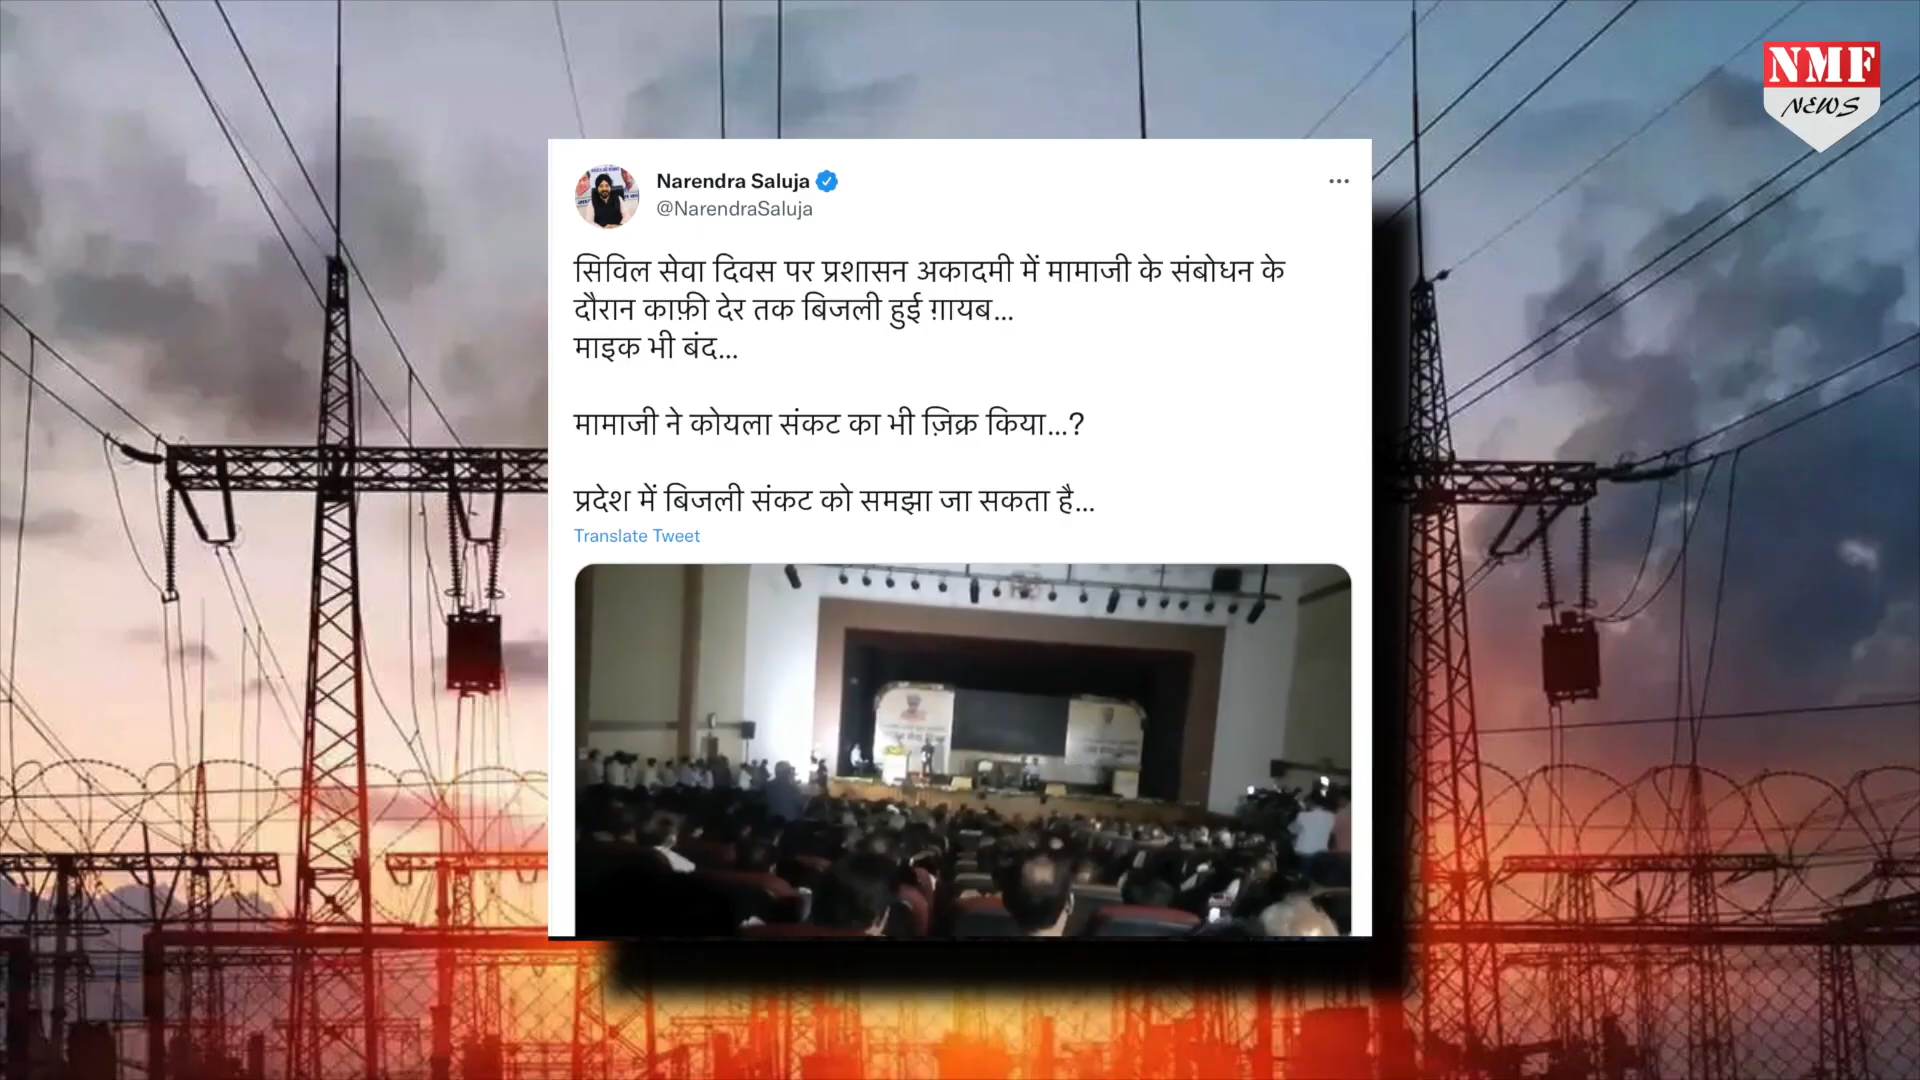 NMF
NEWS
Narendra Saluja
@NarendraSaluja
सिविल सेवा दिवस पर प्रशासन अकादमी में मामाजी के संबोधन के
दौरान काफ़ी देर तक बिजली हुई ग़ायब...
माइक भी बंद...
मामाजी ने कोयला संकट का भी ज़िक्र किया...?
प्रदेश में बिजली संकट को समझा जा सकता है...
Translate Tweet